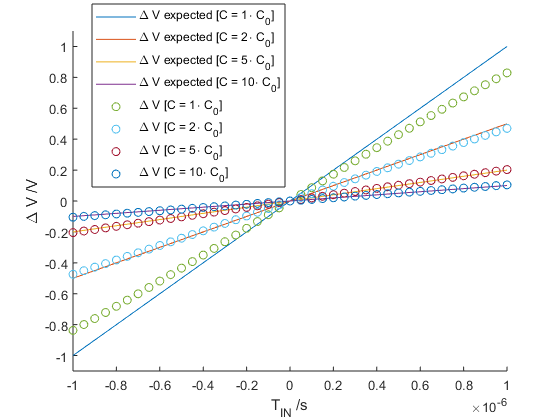 Δ V expected [C = 1· C₀]
Δ V expected [C = 2· C₀]
Δ V expected [C = 5· C₀]
Δ V expected [C = 10· C₀]
Δ V [C = 1· C₀]
Δ V [C = 2· C₀]
Δ V [C = 5· C₀]
Δ V [C = 10· C₀]
1
0.8
0.6
0.4
0.2
0
-0.2
-0.4
-0.6
-0.8
-1
Δ V /V
-1 -0.8 -0.6 -0.4 -0.2 0 0.2 0.4 0.6 0.8 1
T_IN /s
×10⁻⁶